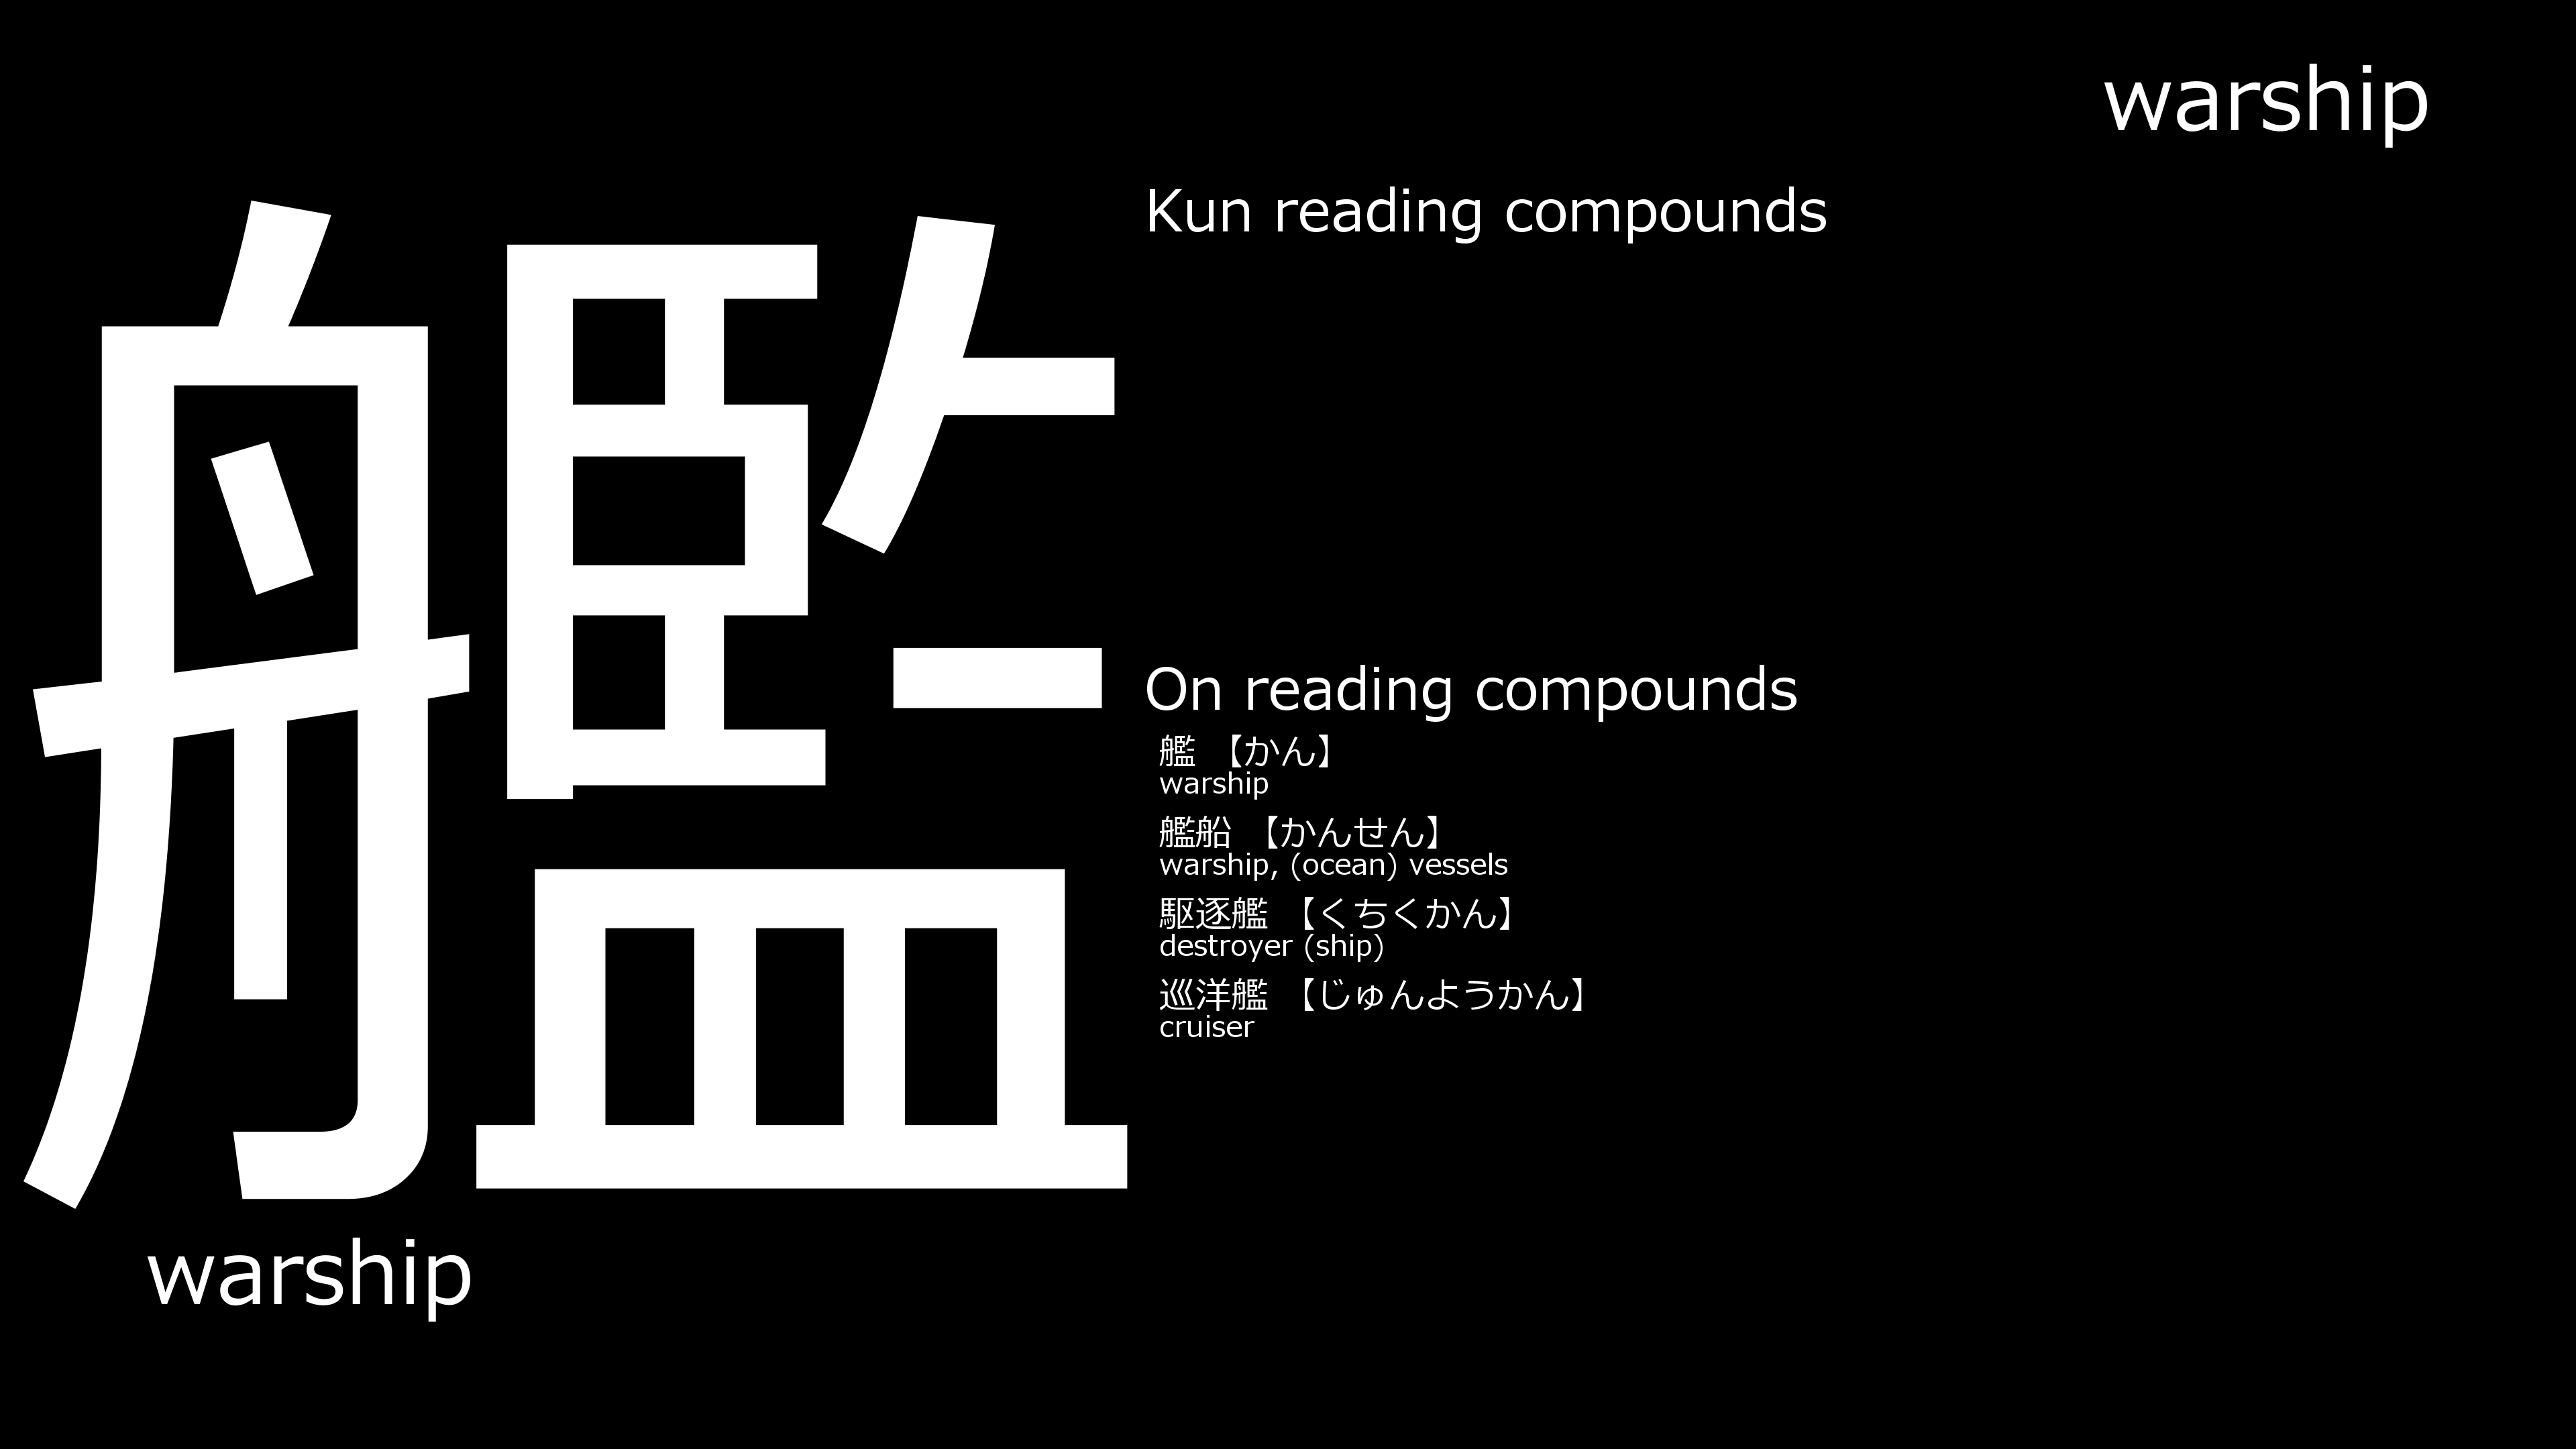 warship
艦
Kun reading compounds
On reading compounds
艦 【かん】
warship
艦船 【かんせん】
warship, (ocean) vessels
駆逐艦 【くちくかん】
destroyer (ship)
巡洋艦 【じゅんようかん】
cruiser
warship